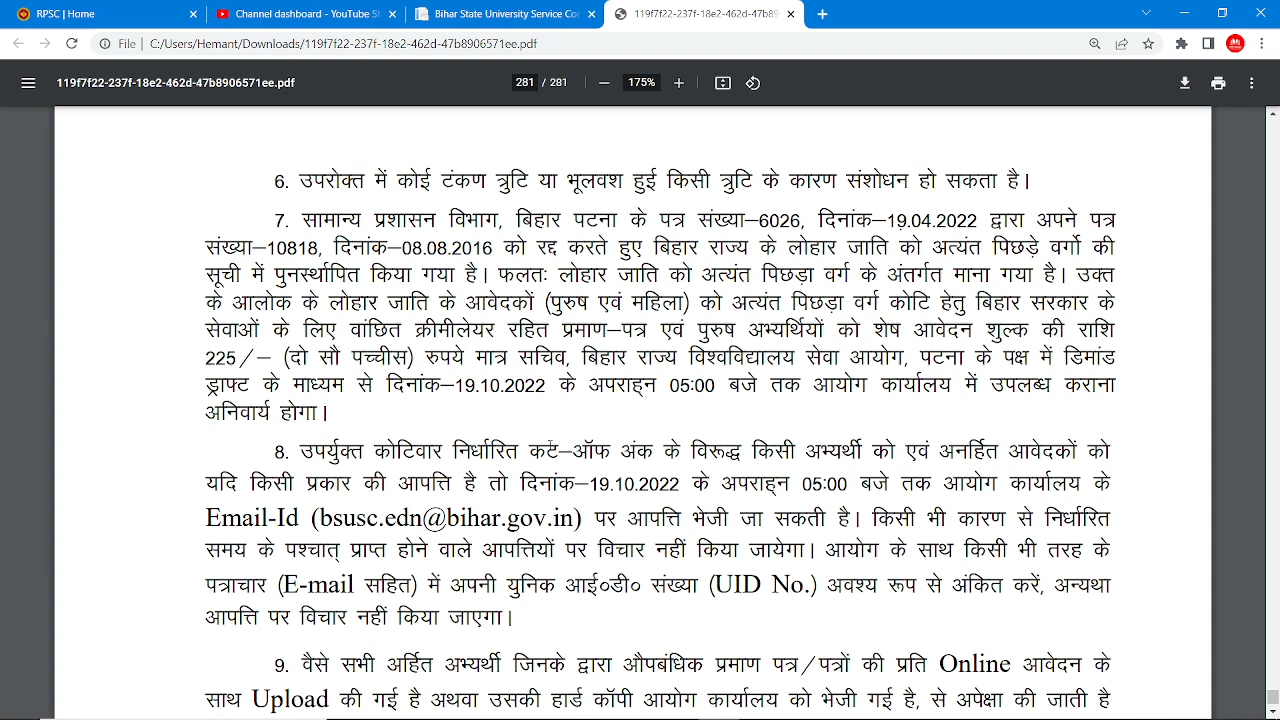 RPSC | Home
Channel dashboard - YouTube St
Bihar State University Service Cor
119f7f22-237f-18e2-462d-47b89
File | C:/Users/Hemant/Downloads/119f7f22-237f-18e2-462d-47b8906571ee.pdf
119f7f22-237f-18e2-462d-47b8906571ee.pdf
281 / 281
175%
6. उपरोक्त में कोई टंकण त्रुटि या भूलवश हुई किसी त्रुटि के कारण संशोधन हो सकता है।
7. सामान्य प्रशासन विभाग, बिहार पटना के पत्र संख्या–6026, दिनांक–19.04.2022 द्वारा अपने पत्र
संख्या–10818, दिनांक–08.08.2016 को रद्द करते हुए बिहार राज्य के लोहार जाति को अत्यंत पिछड़े वर्गो की
सूची में पुनर्स्थापित किया गया है। फलतः लोहार जाति को अत्यंत पिछड़ा वर्ग के अंतर्गत माना गया है। उक्त
के आलोक के लोहार जाति के आवेदकों (पुरुष एवं महिला) को अत्यंत पिछड़ा वर्ग कोटि हेतु बिहार सरकार के
सेवाओं के लिए वांछित क्रीमीलेयर रहित प्रमाण–पत्र एवं पुरुष अभ्यर्थियों को शेष आवेदन शुल्क की राशि
225/– (दो सौ पच्चीस) रुपये मात्र सचिव, बिहार राज्य विश्वविद्यालय सेवा आयोग, पटना के पक्ष में डिमांड
ड्राफ्ट के माध्यम से दिनांक–19.10.2022 के अपराह्न 05:00 बजे तक आयोग कार्यालय में उपलब्ध कराना
अनिवार्य होगा।
8. उपर्युक्त कोटिवार निर्धारित कट–ऑफ अंक के विरूद्ध किसी अभ्यर्थी को एवं अनर्हित आवेदकों को
यदि किसी प्रकार की आपत्ति है तो दिनांक–19.10.2022 के अपराह्न 05:00 बजे तक आयोग कार्यालय के
Email-Id (bsusc.edn@bihar.gov.in) पर आपत्ति भेजी जा सकती है। किसी भी कारण से निर्धारित
समय के पश्चात् प्राप्त होने वाले आपत्तियों पर विचार नहीं किया जायेगा। आयोग के साथ किसी भी तरह के
पत्राचार (E-mail सहित) में अपनी युनिक आई०डी० संख्या (UID No.) अवश्य रूप से अंकित करें, अन्यथा
आपत्ति पर विचार नहीं किया जाएगा।
9. वैसे सभी अर्हित अभ्यर्थी जिनके द्वारा औपबंधिक प्रमाण पत्र/पत्रों की प्रति Online आवेदन के
साथ Upload की गई है अथवा उसकी हार्ड कॉपी आयोग कार्यालय को भेजी गई है, से अपेक्षा की जाती है